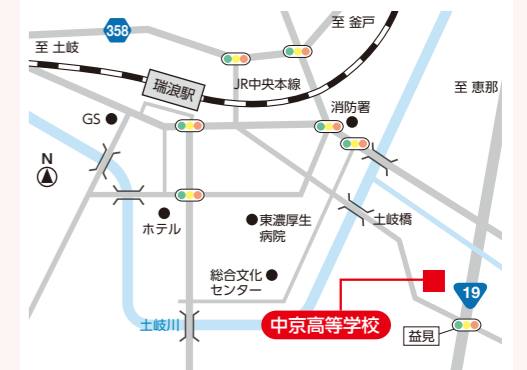 至 釜戸
358
至 土岐
JR中央本線
瑞浪駅
至 恵那
消防署
GS
N
土岐橋
ホテル
東濃厚生
病院
総合文化
センター
19
土岐川
中京高等学校
益見